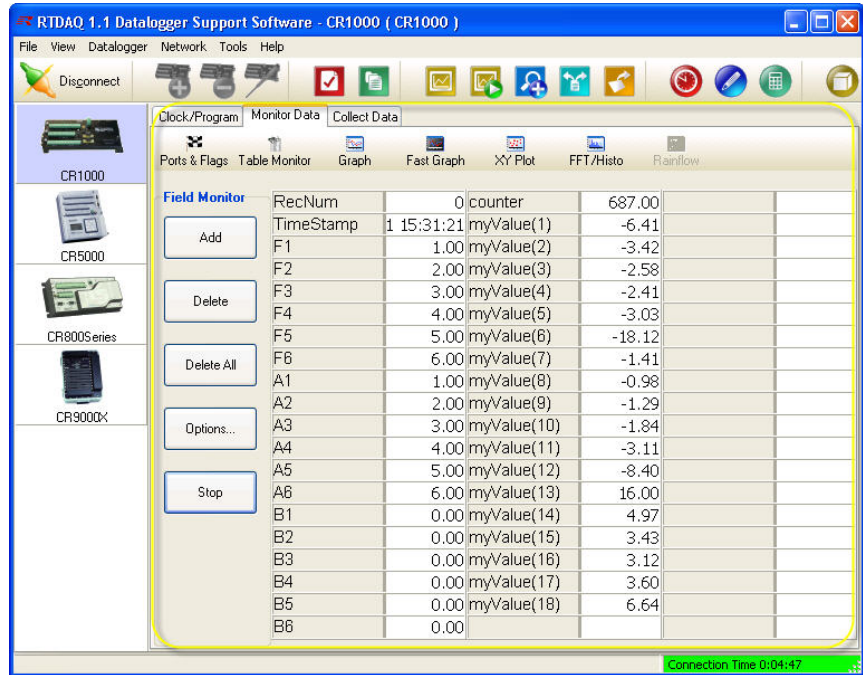 RTDAQ 1.1 Datalogger Support Software - CR1000 ( CR1000 )
File View Datalogger Network Tools Help
Disconnect
CR1000
CR5000
CR800Series
CR9000X
Clock/Program Monitor Data Collect Data
Ports & Flags Table Monitor Graph Fast Graph XY Plot FFT/Histo Rainflow
Field Monitor
Add
Delete
Delete All
Options...
Stop
RecNum 0 counter 687.00
TimeStamp 1 15:31:21 myValue(1) -6.41
F1 1.00 myValue(2) -3.42
F2 2.00 myValue(3) -2.58
F3 3.00 myValue(4) -2.41
F4 4.00 myValue(5) -3.03
F5 5.00 myValue(6) -18.12
F6 6.00 myValue(7) -1.41
A1 1.00 myValue(8) -0.98
A2 2.00 myValue(9) -1.29
A3 3.00 myValue(10) -1.84
A4 4.00 myValue(11) -3.11
A5 5.00 myValue(12) -8.40
A6 6.00 myValue(13) 16.00
B1 0.00 myValue(14) 4.97
B2 0.00 myValue(15) 3.43
B3 0.00 myValue(16) 3.12
B4 0.00 myValue(17) 3.60
B5 0.00 myValue(18) 6.64
B6 0.00
Connection Time 0:04:47